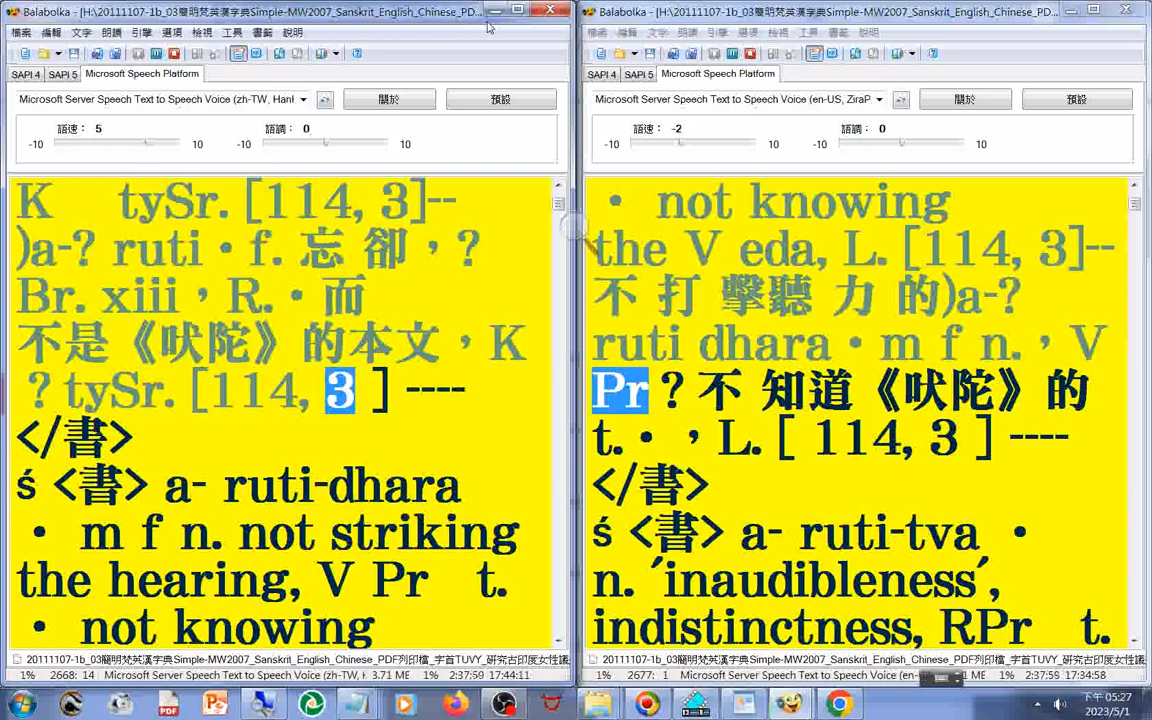 Balabolka - [H:\20111107-1b_03簡明梵英漢字典Simple-MW2007_Sanskrit_English_Chinese_PD...
檔案 編輯 文字 朗讀 引擎 選項 檢視 工具 書籤 說明
SAPI 4 SAPI 5 Microsoft Speech Platform
Microsoft Server Speech Text to Speech Voice (zh-TW, Hanl
關於 預設
語速： 5 語調： 0
-10 10 -10 10
K tySr. [114, 3]--
)a-? ruti • f. 忘 卻，?
Br. xiii，R. • 而
不是《吠陀》的本文，K
? tySr. [114, 3 ] ----
</書>
ś <書> a- ruti-dhara
• m f n. not striking
the hearing, V Pr t.
• not knowing
20111107-1b_03簡明梵英漢字典Simple-MW2007_Sanskrit_English_Chinese_PDF列印檔_字首TUVY_研究古印度女性議
1% 2668: 14 Microsoft Server Speech Text to Speech Voice (zh-TW, H 3.71 ME 1% 2:37:59 17:44:11
Balabolka - [H:\20111107-1b_03簡明梵英漢字典Simple-MW2007_Sanskrit_English_Chinese_PD...
檔案 編輯 文字 朗讀 引擎 選項 檢視 工具 書籤 說明
SAPI 4 SAPI 5 Microsoft Speech Platform
Microsoft Server Speech Text to Speech Voice (en-US, ZiraP
關於 預設
語速： -2 語調： 0
-10 10 -10 10
• not knowing
the V eda, L. [114, 3]--
不 打 擊聽 力 的)a-?
ruti dhara • m f n.，V
Pr ? 不 知道《吠陀》的
t. •，L. [ 114, 3 ] ----
</書>
ś <書> a- ruti-tva •
n. 'inaudibleness',
indistinctness, RPr t.
20111107-1b_03簡明梵英漢字典Simple-MW2007_Sanskrit_English_Chinese_PDF列印檔_字首TUVY_研究古印度女性議
1% 2677: 1 Microsoft Server Speech Text to Speech Voice (en- 1% 2:37:59 17:34:58
下午 05:27
2023/5/1